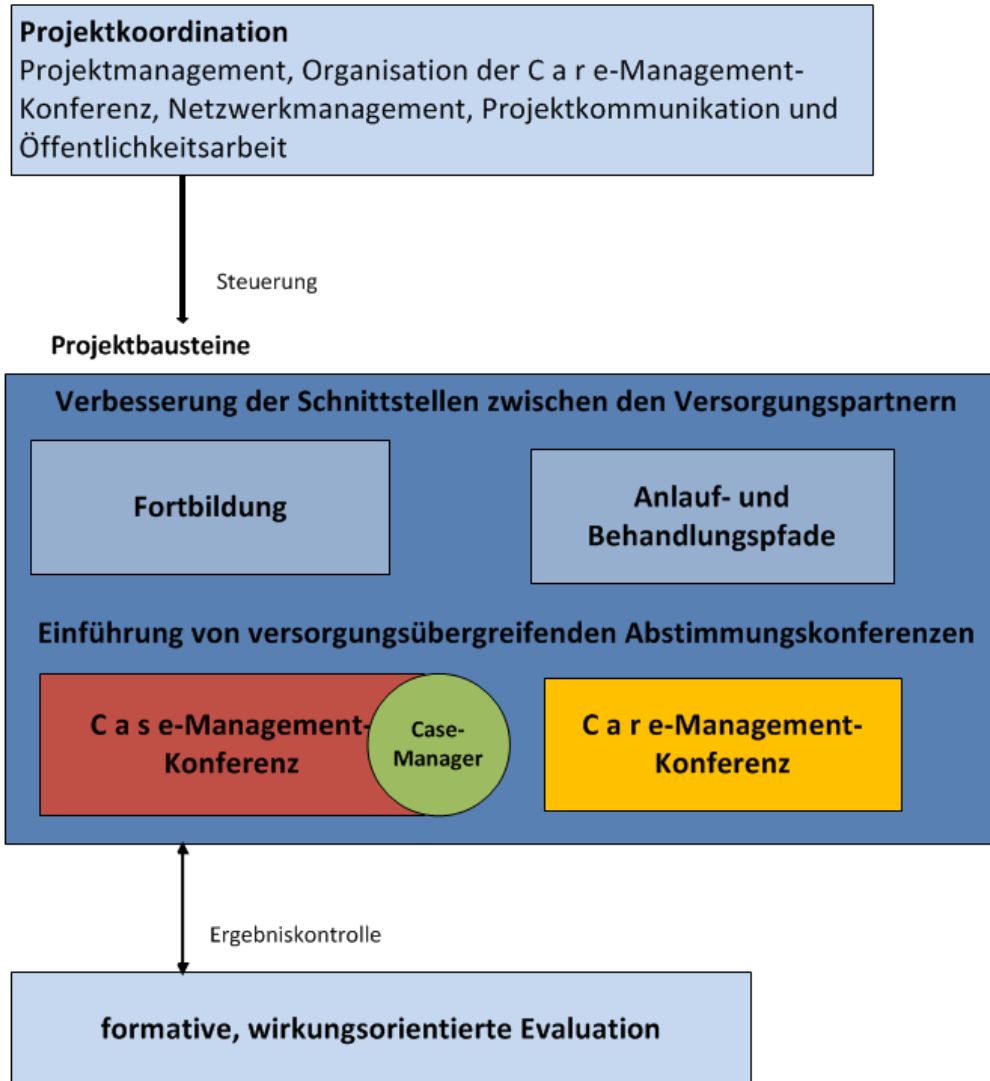 Projektkoordination
Projektmanagement, Organisation der C a r e-Management-
Konferenz, Netzwerkmanagement, Projektkommunikation und
Öffentlichkeitsarbeit
Steuerung
Projektbausteine
Verbesserung der Schnittstellen zwischen den Versorgungspartnern
Fortbildung
Anlauf- und
Behandlungspfade
Einführung von versorgungsübergreifenden Abstimmungskonferenzen
C a s e-Management-
Konferenz
Case-
Manager
C a r e-Management-
Konferenz
Ergebniskontrolle
formative, wirkungsorientierte Evaluation